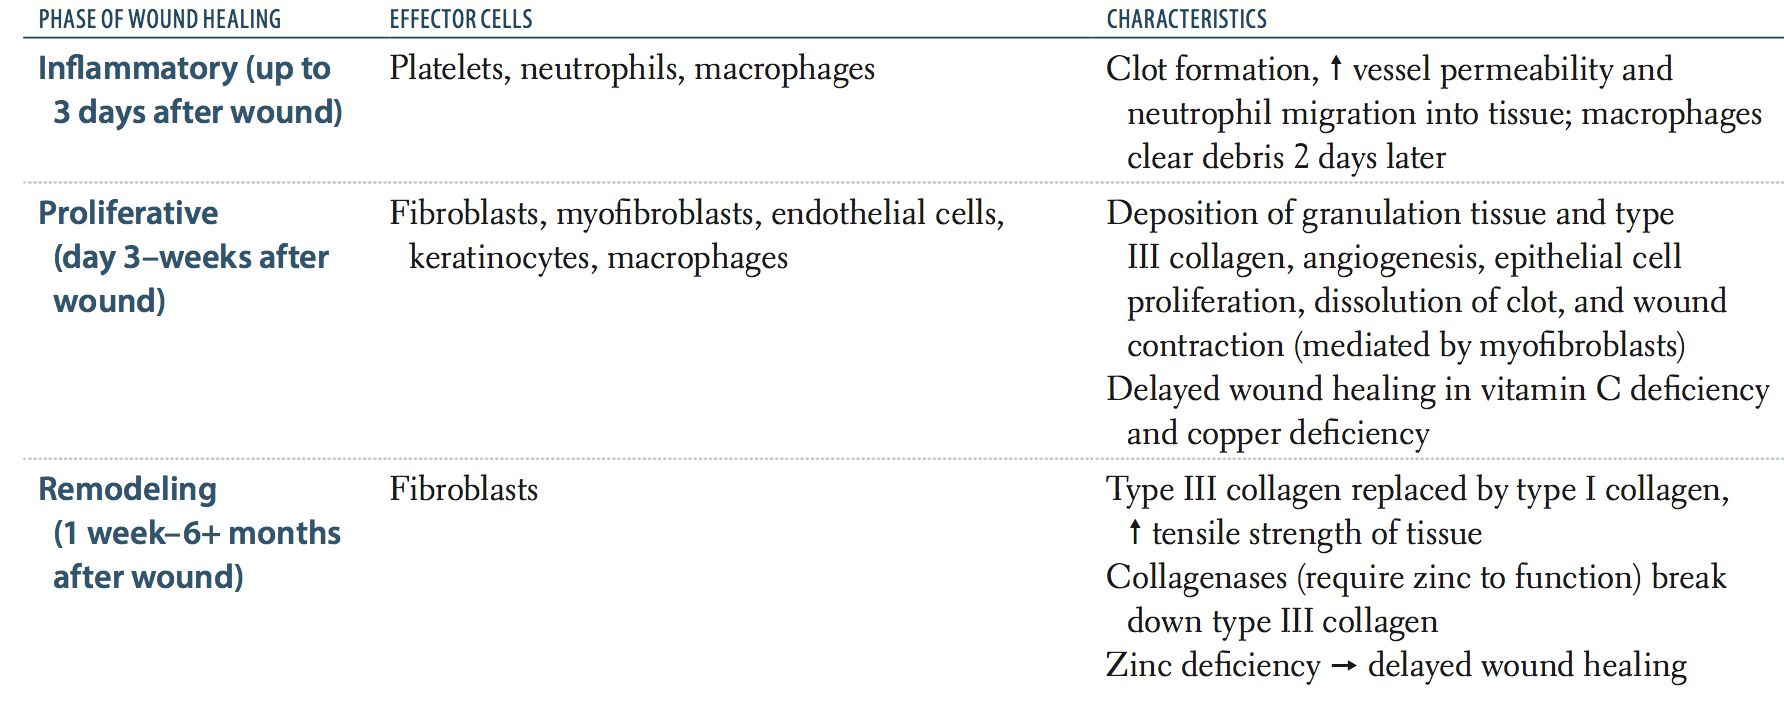 PHASE OF WOUND HEALING EFFECTOR CELLS CHARACTERISTICS
Inflammatory (up to
3 days after wound)
Platelets, neutrophils, macrophages
Clot formation, ↑ vessel permeability and
neutrophil migration into tissue; macrophages
clear debris 2 days later
Proliferative
(day 3–weeks after
wound)
Fibroblasts, myofibroblasts, endothelial cells,
keratinocytes, macrophages
Deposition of granulation tissue and type
III collagen, angiogenesis, epithelial cell
proliferation, dissolution of clot, and wound
contraction (mediated by myofibroblasts)
Delayed wound healing in vitamin C deficiency
and copper deficiency
Remodeling
(1 week–6+ months
after wound)
Fibroblasts
Type III collagen replaced by type I collagen,
↑ tensile strength of tissue
Collagenases (require zinc to function) break
down type III collagen
Zinc deficiency → delayed wound healing